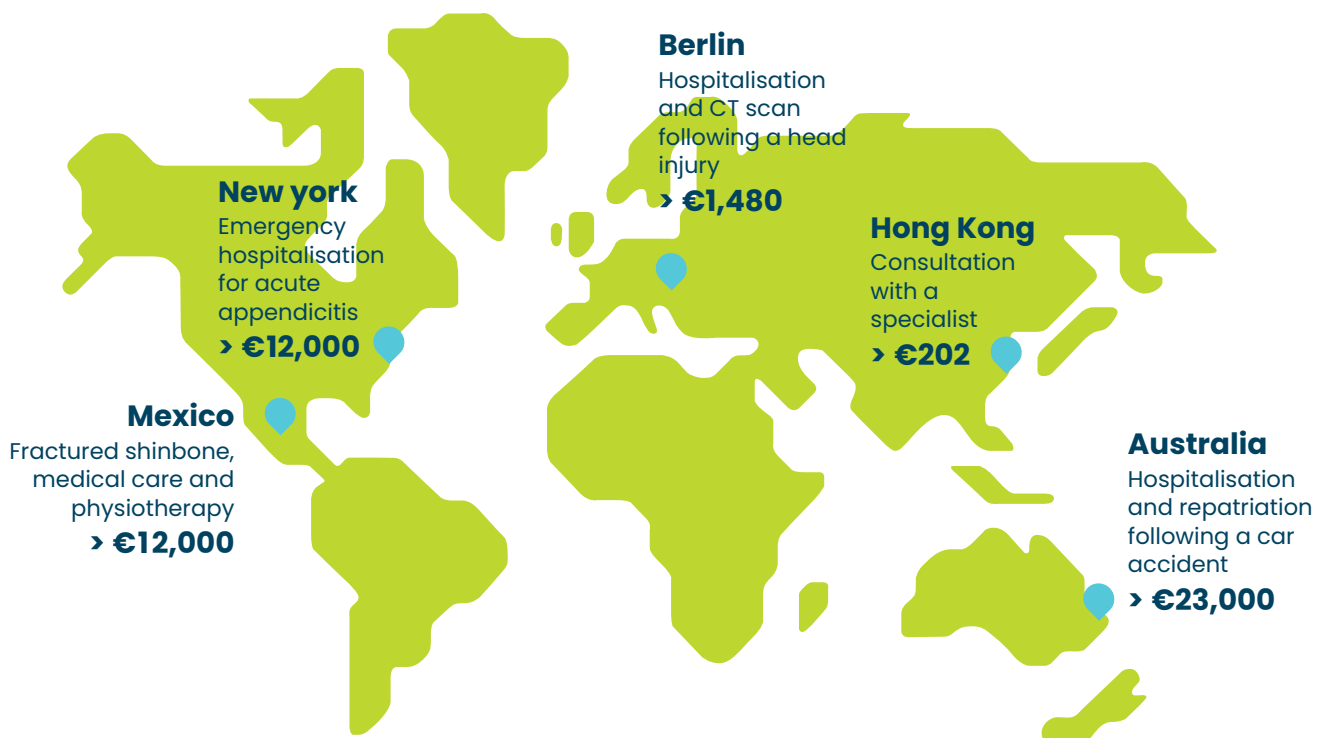 Berlin
Hospitalisation
and CT scan
following a head
injury
> €1,480
New york
Emergency
hospitalisation
for acute
appendicitis
> €12,000
Hong Kong
Consultation
with a
specialist
> €202
Mexico
Fractured shinbone,
medical care and
physiotherapy
> €12,000
Australia
Hospitalisation
and repatriation
following a car
accident
> €23,000